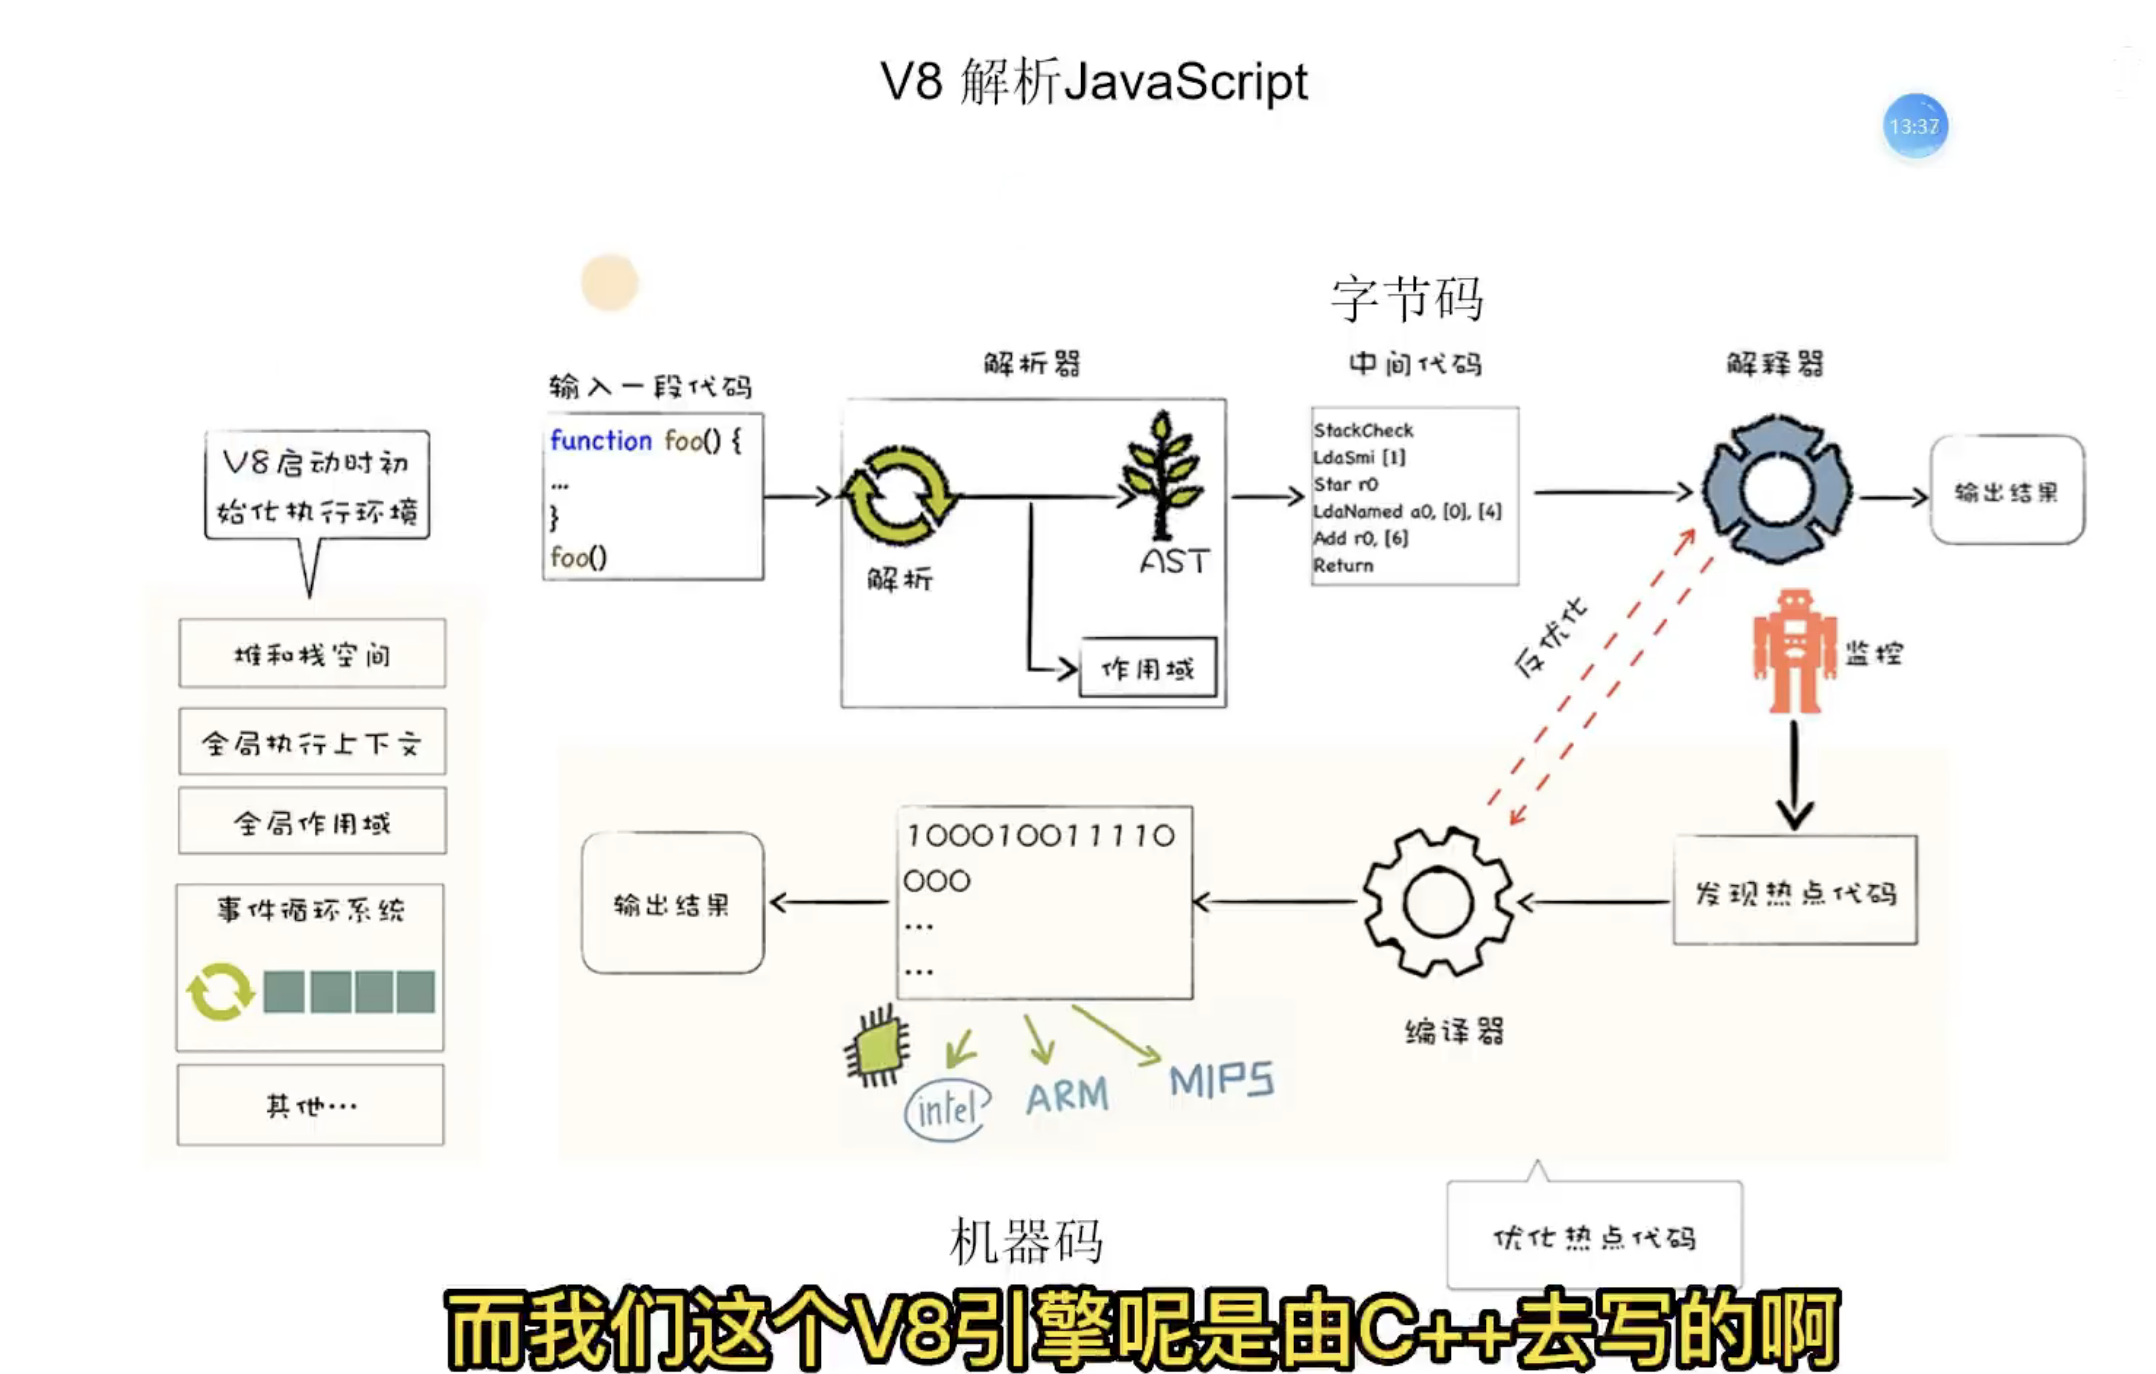 V8 解析JavaScript
13:37
V8启动时初
始化执行环境
堆和栈空间
全局执行上下文
全局作用域
事件循环系统
其他…
输入一段代码
function foo() {
...
}
foo()
解析器
解析
AST
作用域
字节码
中间代码
StackCheck
LdaSmi [1]
Star r0
LdaNamed a0, [0], [4]
Add r0, [6]
Return
解释器
输出结果
反优化
监控
发现热点代码
编译器
10001001111O
000
...
...
输出结果
intel
ARM
MIPS
优化热点代码
机器码
而我们这个V8引擎呢是由C++去写的啊